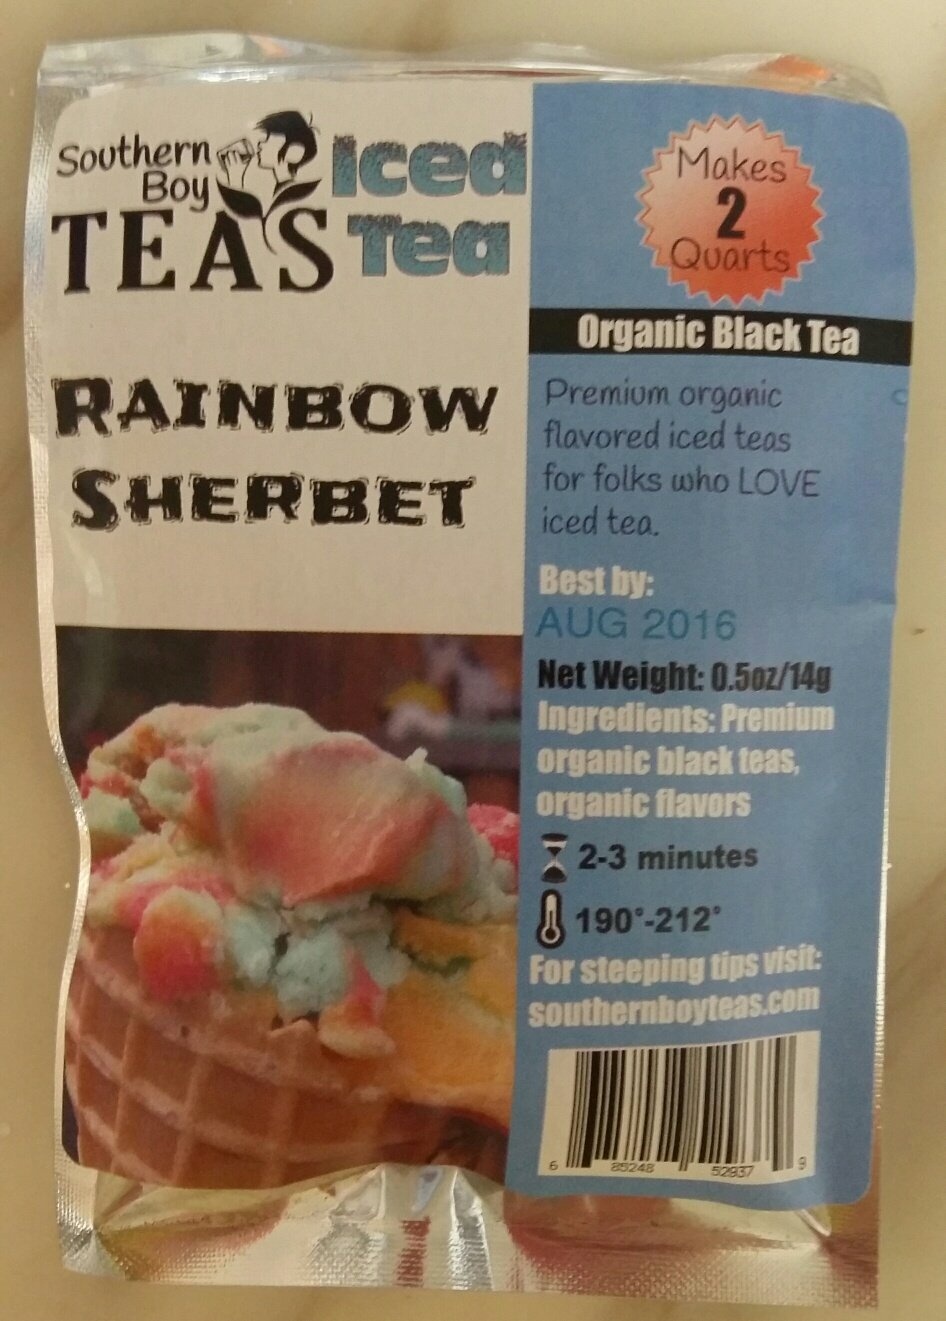 Southern
Boy
TEAS
Iced
Tea
RAINBOW
SHERBET
Makes
2
Quarts
Organic Black Tea
Premium organic
flavored iced teas
for folks who LOVE
iced tea.
Best by:
AUG 2016
Net Weight: 0.5oz/14g
Ingredients: Premium
organic black teas,
organic flavors
2-3 minutes
190°-212°
For steeping tips visit:
southernboyteas.com
6 85248 52937 9